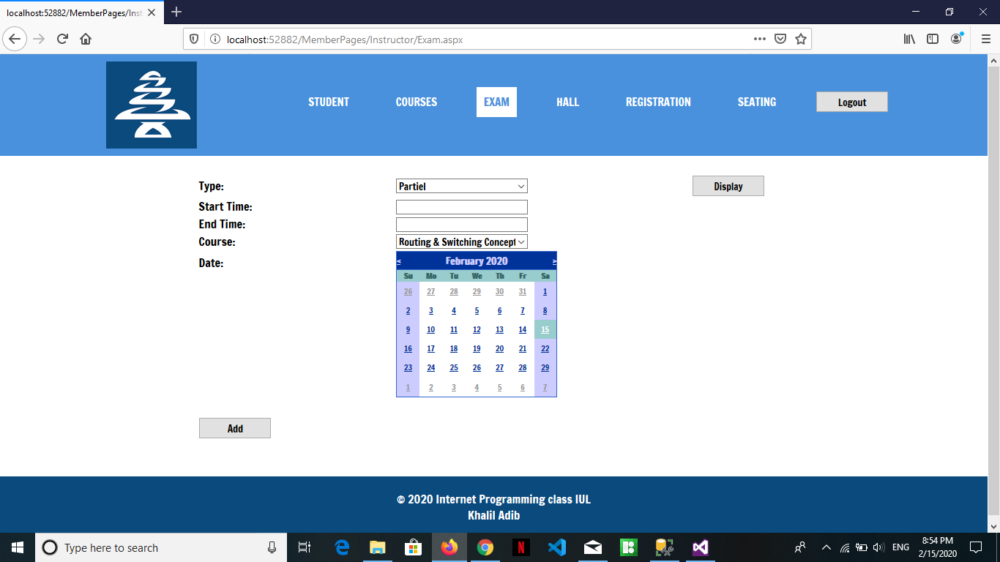 localhost:52882/MemberPages/Inst
localhost:52882/MemberPages/Instructor/Exam.aspx
STUDENT COURSES EXAM HALL REGISTRATION SEATING Logout
Type: Partiel Display
Start Time:
End Time:
Course: Routing & Switching Concept
Date:
< February 2020 >
Su Mo Tu We Th Fr Sa
26 27 28 29 30 31 1
2 3 4 5 6 7 8
9 10 11 12 13 14 15
16 17 18 19 20 21 22
23 24 25 26 27 28 29
1 2 3 4 5 6 7
Add
© 2020 Internet Programming class IUL
Khalil Adib
Type here to search
ENG
8:54 PM
2/15/2020